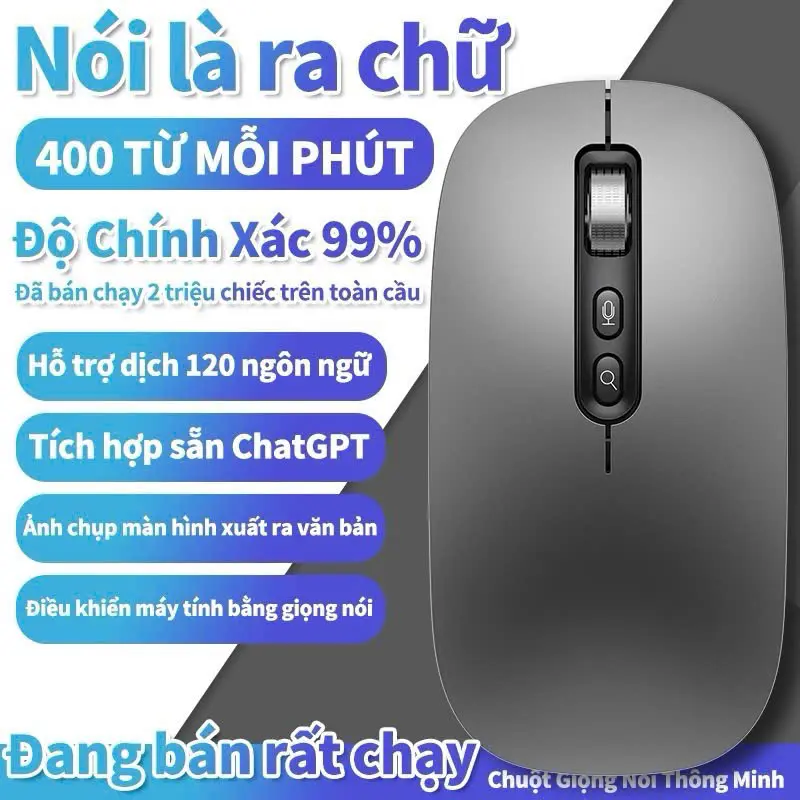 Nói là ra chữ
400 TỪ MỖI PHÚT
Độ Chính Xác 99%
Đã bán chạy 2 triệu chiếc trên toàn cầu
Hỗ trợ dịch 120 ngôn ngữ
Tích hợp sẵn ChatGPT
Ảnh chụp màn hình xuất ra văn bản
Điều khiển máy tính bằng giọng nói
Đang bán rất chạy
Chuột Giọng Nói Thông Minh